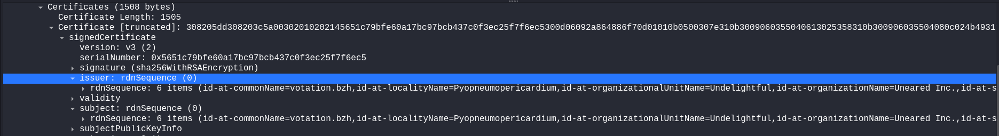 Certificates (1508 bytes)
Certificate Length: 1505
Certificate [truncated]: 308205dd308203c5a00302010202145651c79bfe60a17bc97bcb437c0f3ec25f7f6ec5300d06092a864886f70d01010b0500307e310b3009060355040613025358310b300906035504080c024b4931
signedCertificate
version: v3 (2)
serialNumber: 0x5651c79bfe60a17bc97bcb437c0f3ec25f7f6ec5
signature (sha256WithRSAEncryption)
issuer: rdnSequence (0)
rdnSequence: 6 items (id-at-commonName=votation.bzh,id-at-localityName=Pyopneumopericardium,id-at-organizationalUnitName=Undelightful,id-at-organizationName=Uneared Inc.,id-at-s
validity
subject: rdnSequence (0)
rdnSequence: 6 items (id-at-commonName=votation.bzh,id-at-localityName=Pyopneumopericardium,id-at-organizationalUnitName=Undelightful,id-at-organizationName=Uneared Inc.,id-at-s
subjectPublicKeyInfo